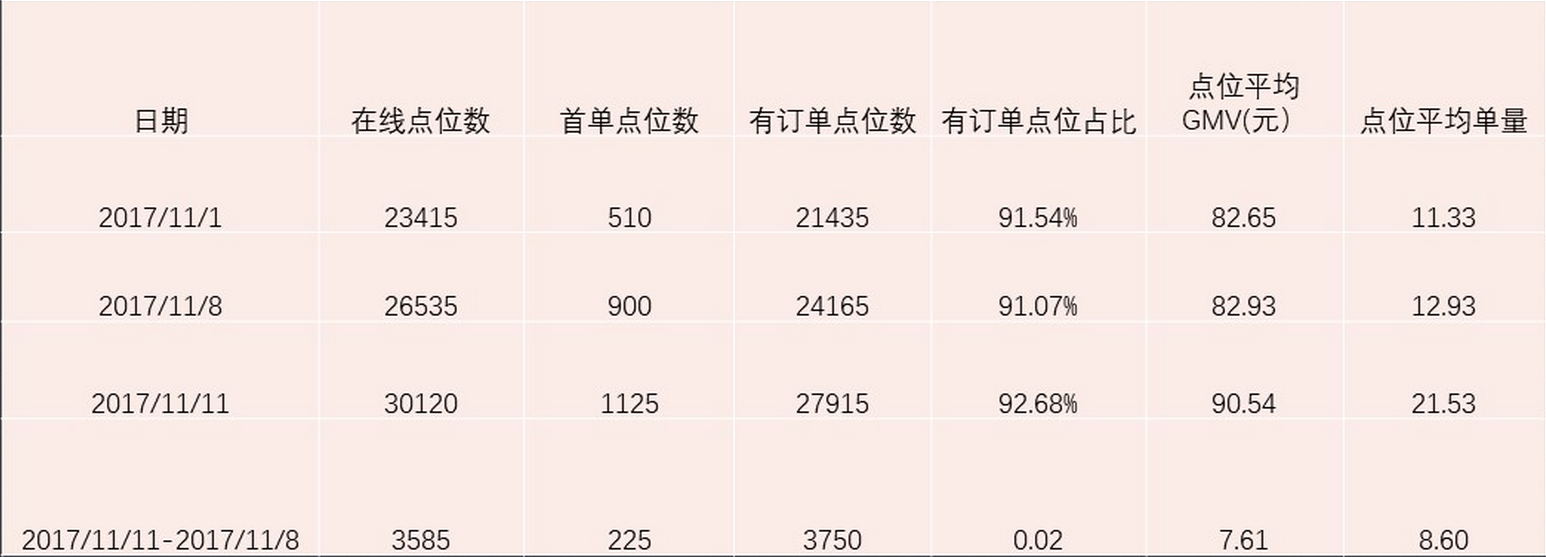 日期 在线点位数 首单点位数 有订单点位数 有订单点位占比 点位平均
GMV(元） 点位平均单量
2017/11/1 23415 510 21435 91.54% 82.65 11.33
2017/11/8 26535 900 24165 91.07% 82.93 12.93
2017/11/11 30120 1125 27915 92.68% 90.54 21.53
2017/11/11-2017/11/8 3585 225 3750 0.02 7.61 8.60